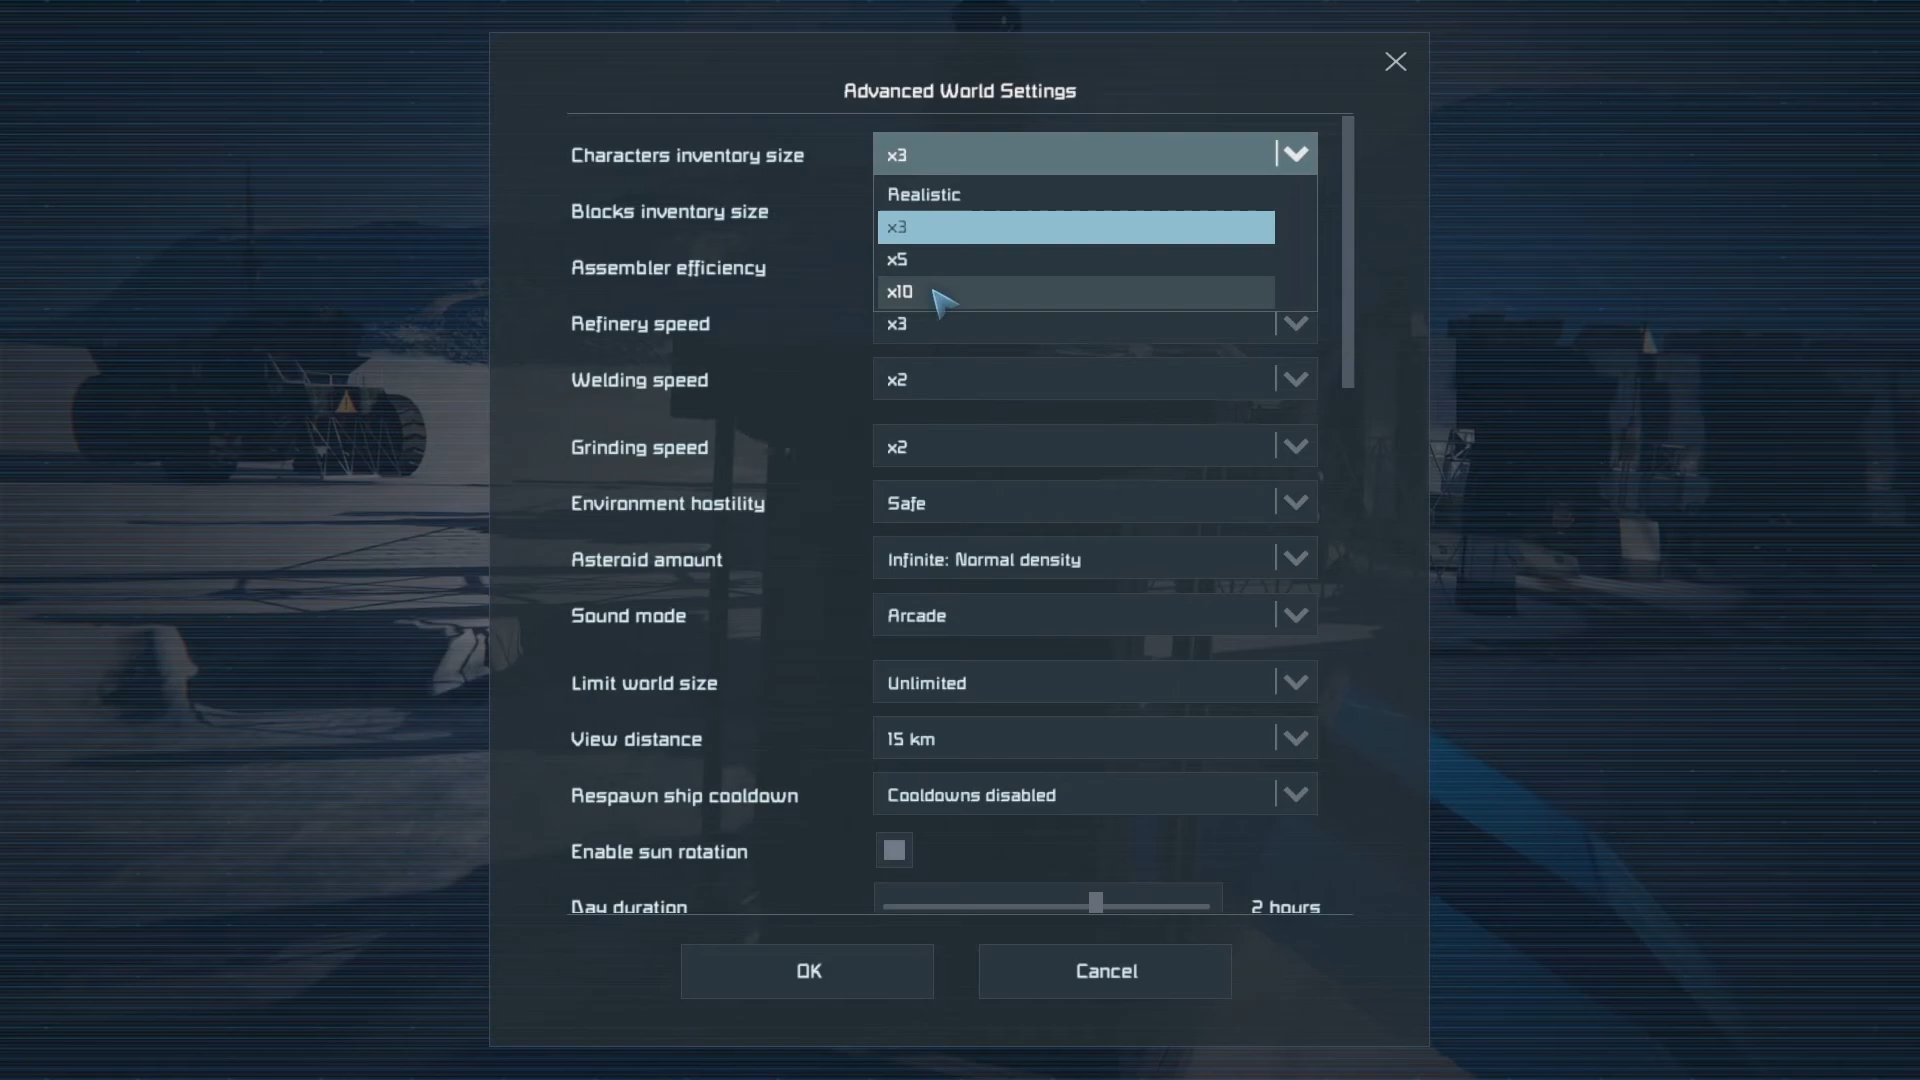 Advanced World Settings
Characters inventory size
x3
Realistic
x3
x5
x10
Blocks inventory size
Assembler efficiency
Refinery speed
x3
Welding speed
x2
Grinding speed
x2
Environment hostility
Safe
Asteroid amount
Infinite: Normal density
Sound mode
Arcade
Limit world size
Unlimited
View distance
15 km
Respawn ship cooldown
Cooldowns disabled
Enable sun rotation
Day duration
2 hours
OK
Cancel